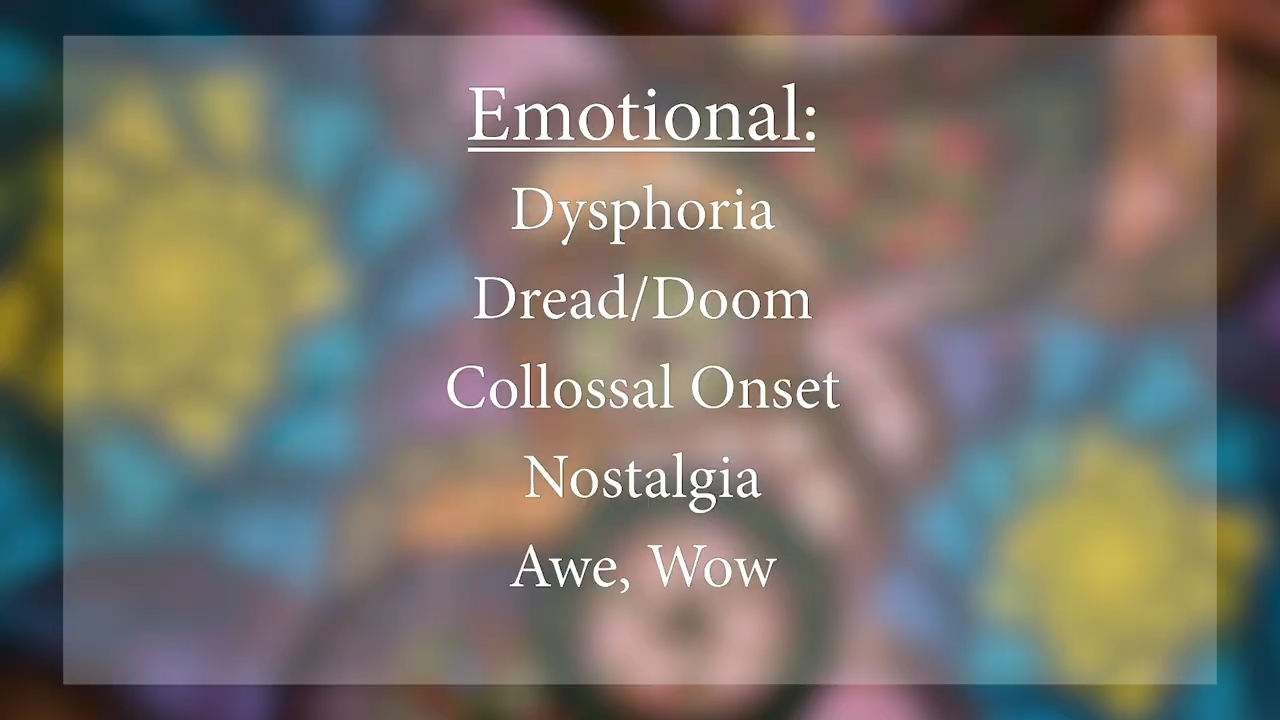 Emotional:
Dysphoria
Dread/Doom
Collossal Onset
Nostalgia
Awe, Wow